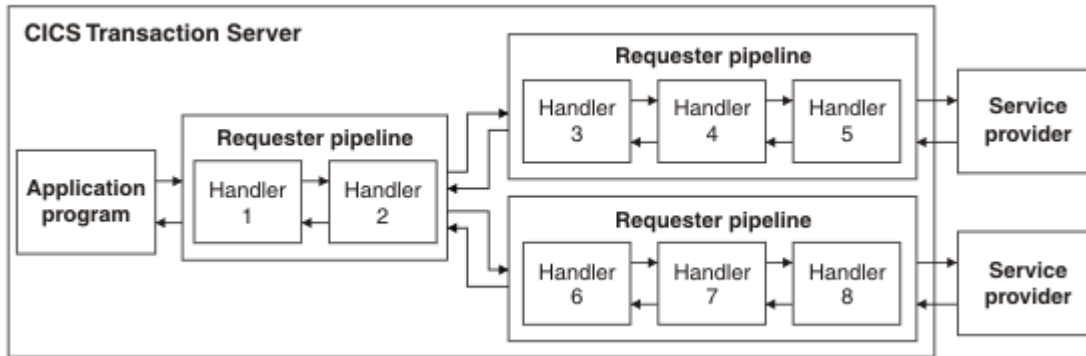 CICS Transaction Server
Requester pipeline
Handler
3
Handler
4
Handler
5
Service
provider
Requester pipeline
Application
program
Handler
1
Handler
2
Requester pipeline
Handler
6
Handler
7
Handler
8
Service
provider